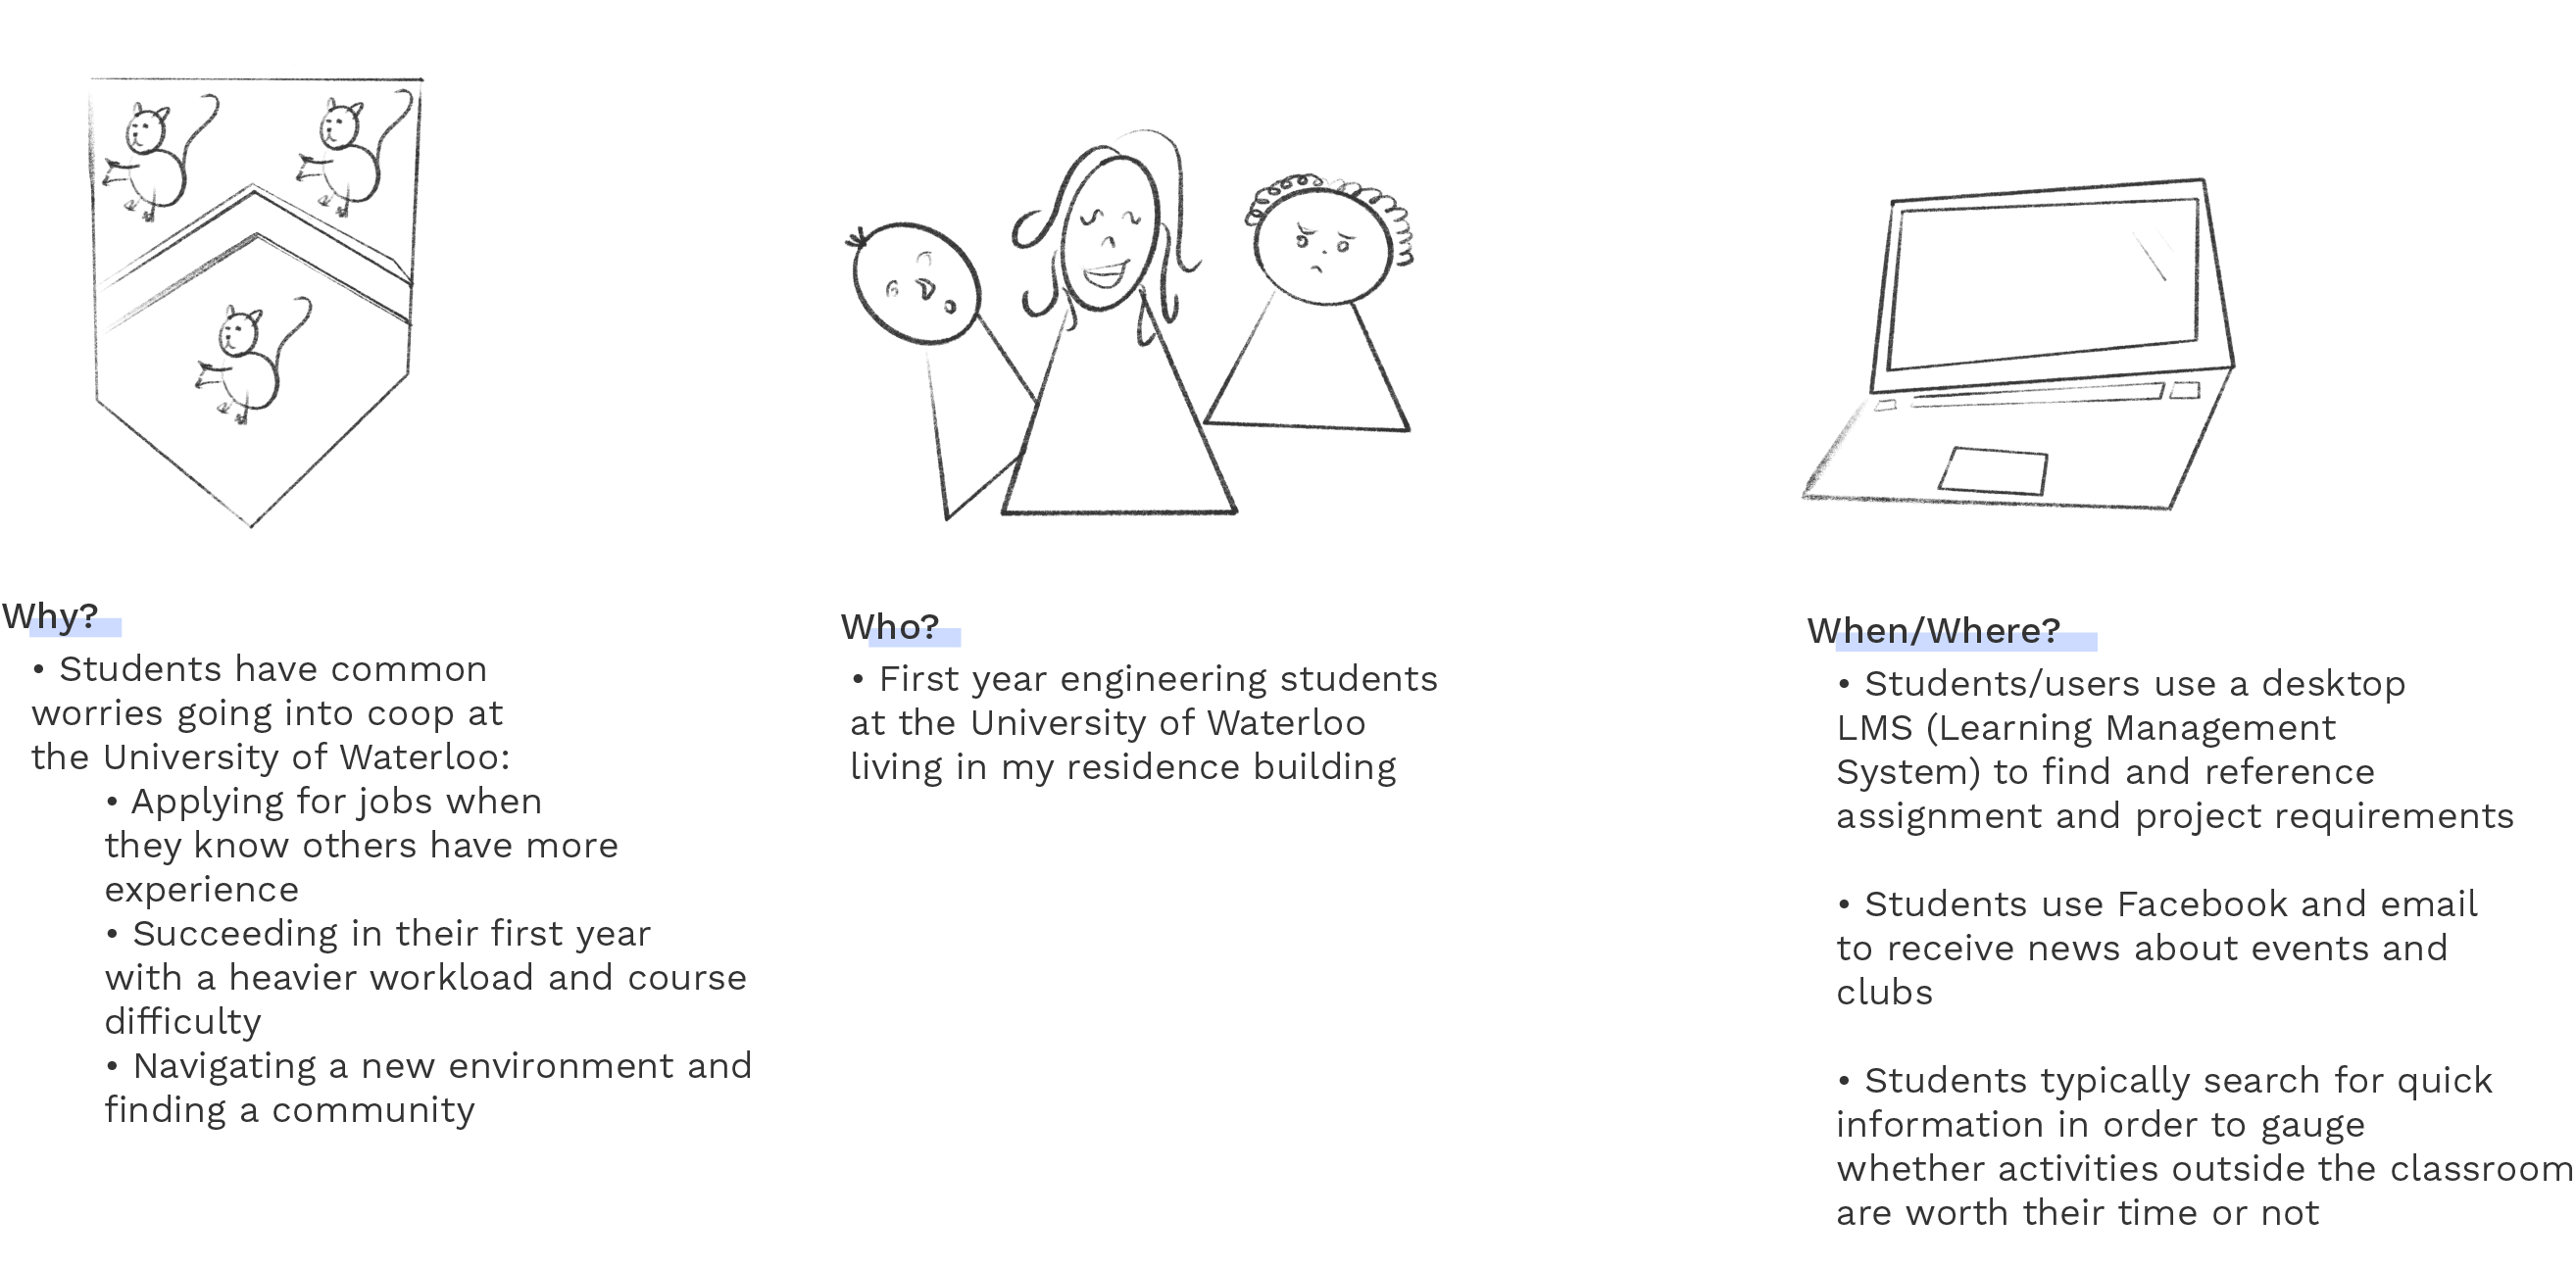 Why?
• Students have common
worries going into coop at
the University of Waterloo:
• Applying for jobs when
they know others have more
experience
• Succeeding in their first year
with a heavier workload and course
difficulty
• Navigating a new environment and
finding a community
Who?
• First year engineering students
at the University of Waterloo
living in my residence building
When/Where?
• Students/users use a desktop
LMS (Learning Management
System) to find and reference
assignment and project requirements
• Students use Facebook and email
to receive news about events and
clubs
• Students typically search for quick
information in order to gauge
whether activities outside the classroom
are worth their time or not